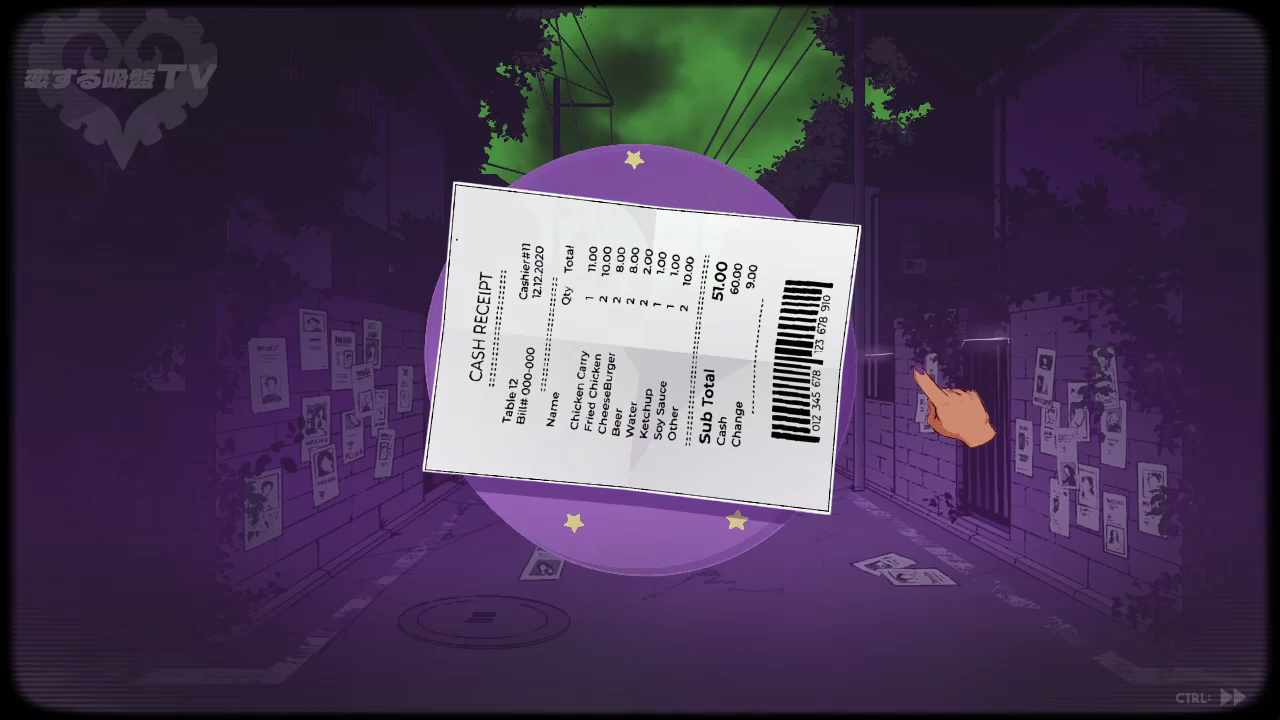 恋する吸盤TV
CASH RECEIPT
Table 12 Cashier#11
Bill# 000-000 12.12.2020
Name Qty Total
Chicken Carry 1 11.00
Fried Chicken 2 10.00
CheeseBurger 2 8.00
Beer 2 8.00
Water 2 2.00
Ketchup 1 1.00
Soy Sauce 1 1.00
Other 2 10.00
Sub Total 51.00
Cash 60.00
Change 9.00
012 345 678 123 678 910
CTRL: